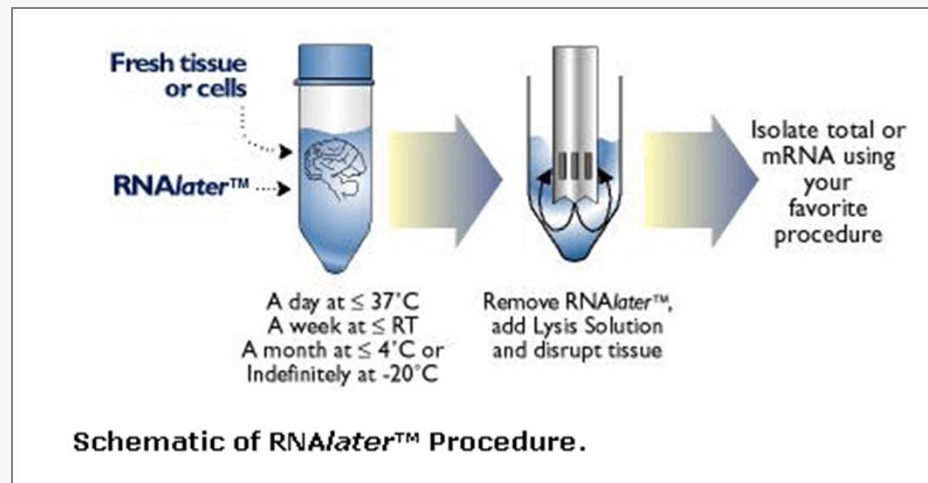 Fresh tissue
or cells
RNAlater™
A day at ≤ 37°C
A week at ≤ RT
A month at ≤ 4°C or
Indefinitely at -20°C
Remove RNAlater™,
add Lysis Solution
and disrupt tissue
Isolate total or
mRNA using
your
favorite
procedure
Schematic of RNAlater™ Procedure.